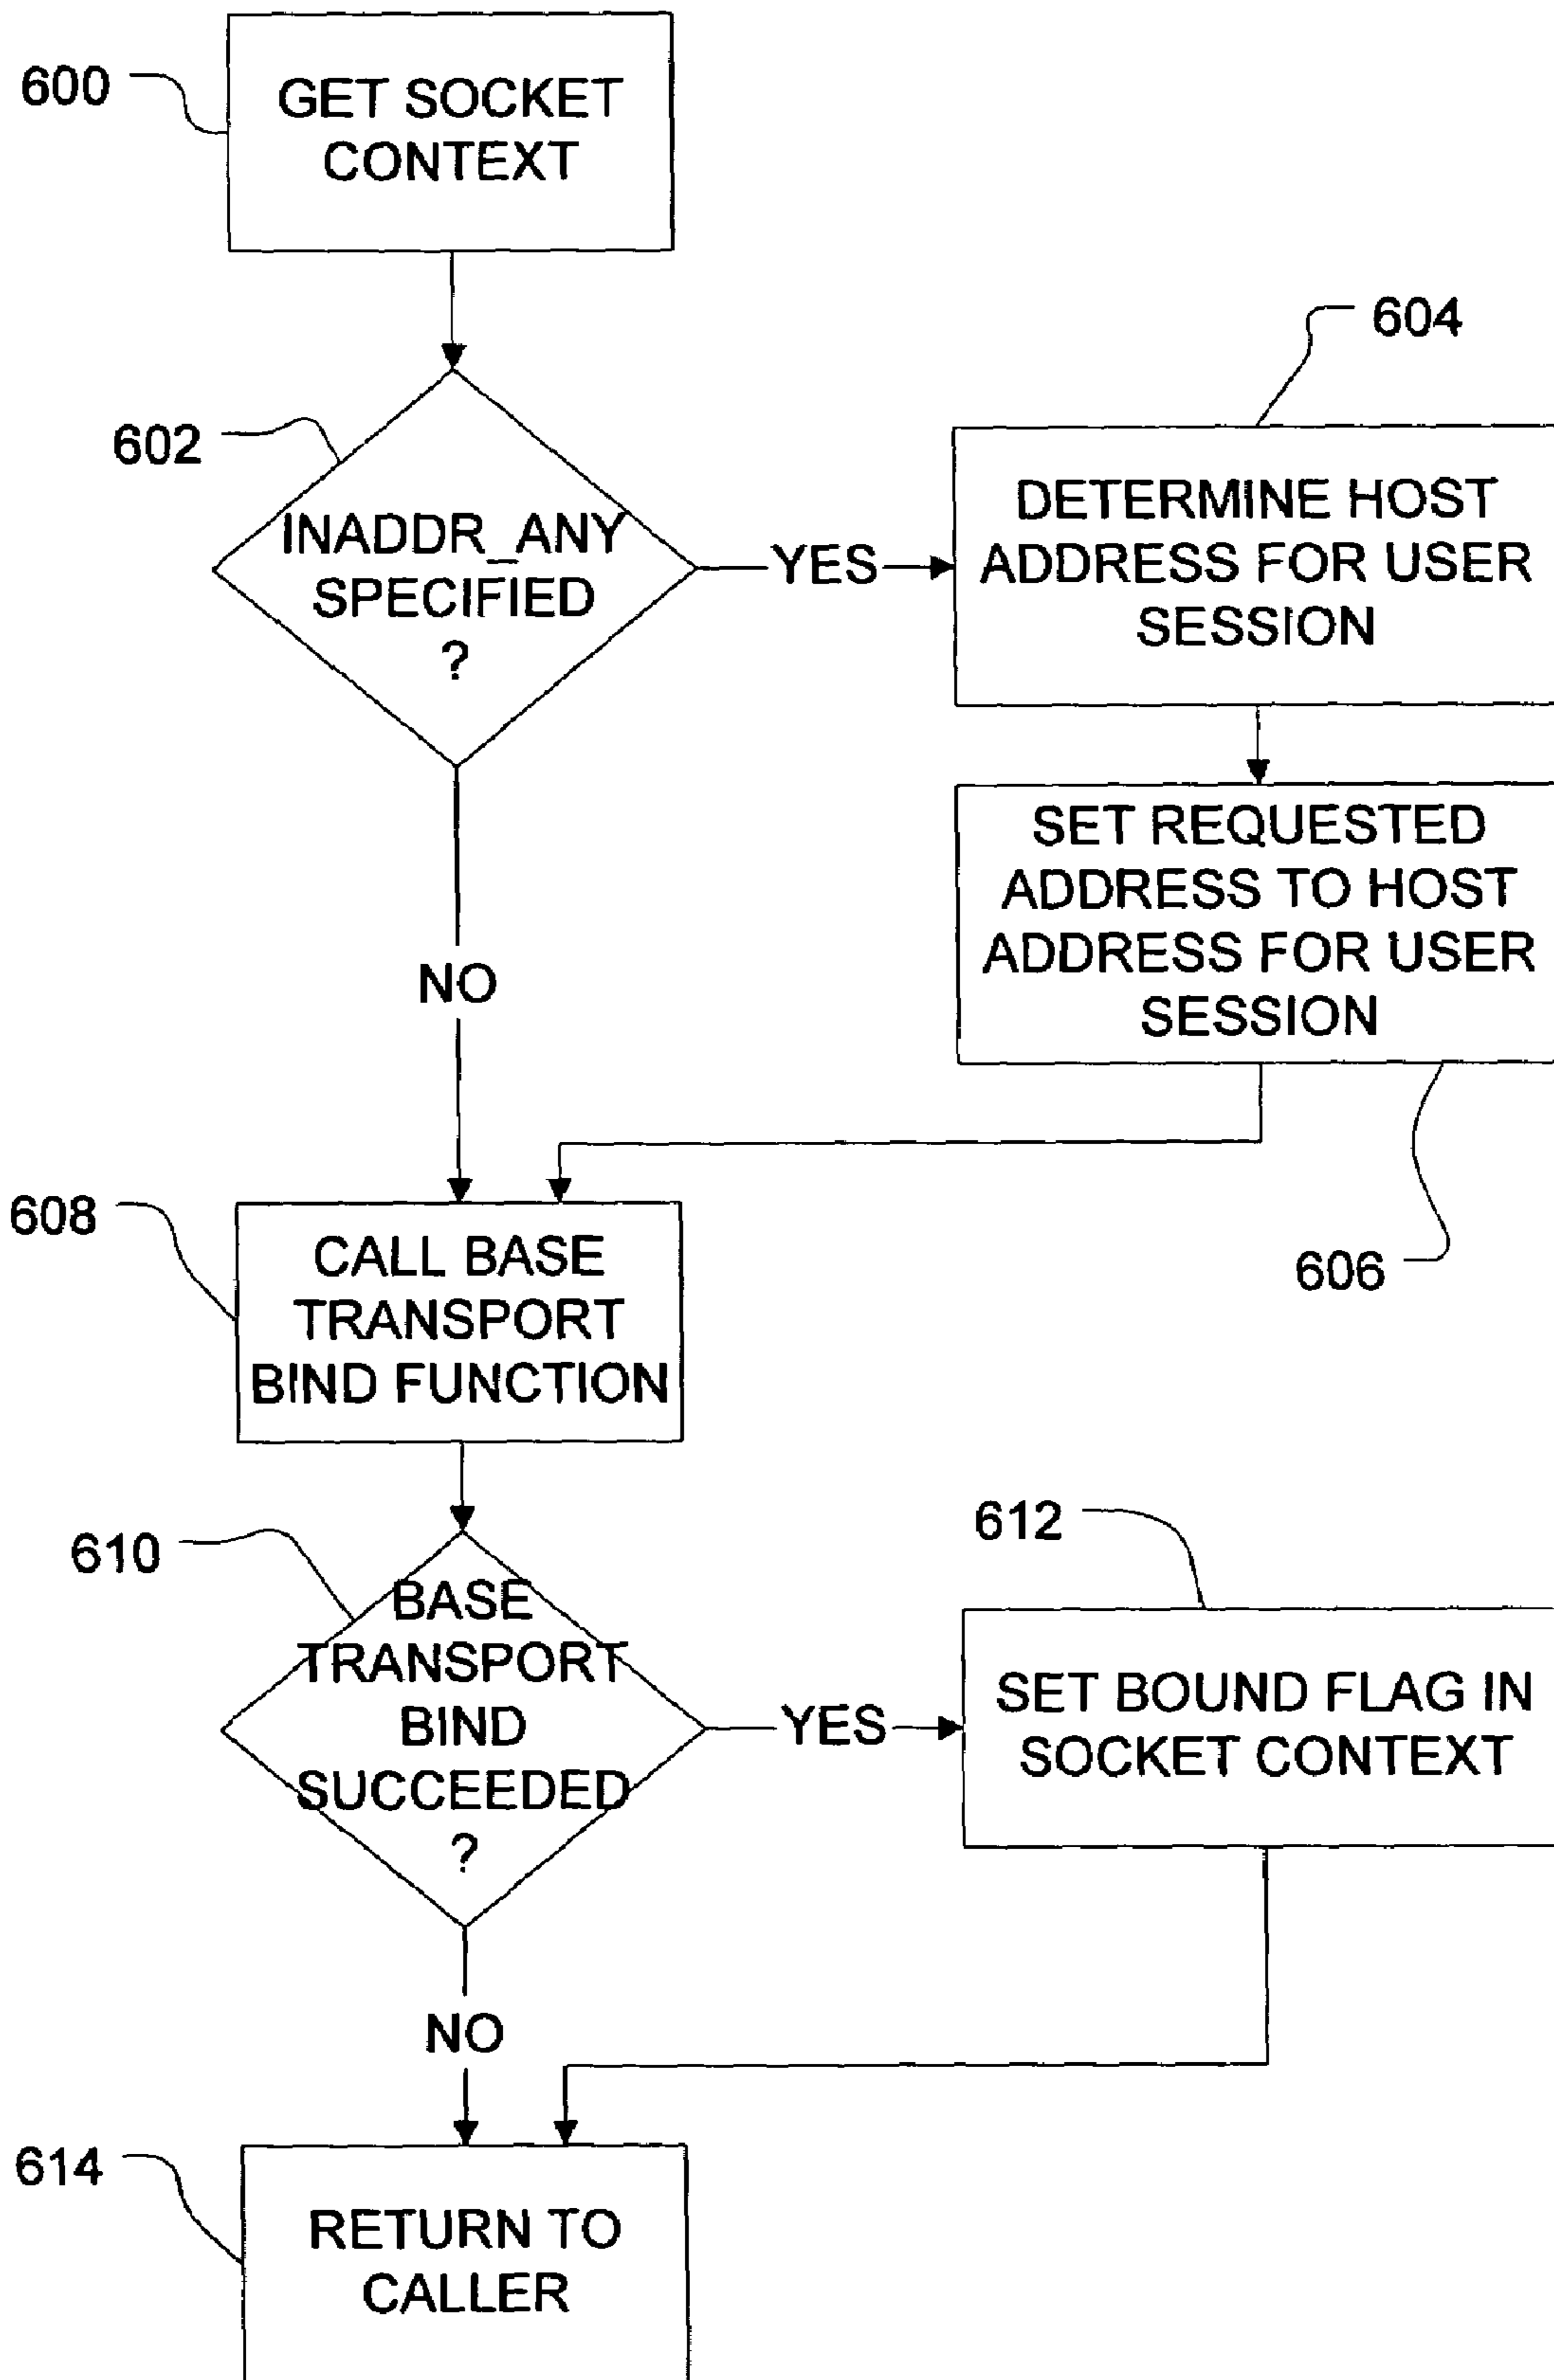 600
GET SOCKET
CONTEXT
602
INADDR_ANY
SPECIFIED
?
YES
604
DETERMINE HOST
ADDRESS FOR USER
SESSION
SET REQUESTED
ADDRESS TO HOST
ADDRESS FOR USER
SESSION
606
NO
608
CALL BASE
TRANSPORT
BIND FUNCTION
610
BASE
TRANSPORT
BIND
SUCCEEDED
?
YES
612
SET BOUND FLAG IN
SOCKET CONTEXT
NO
614
RETURN TO
CALLER